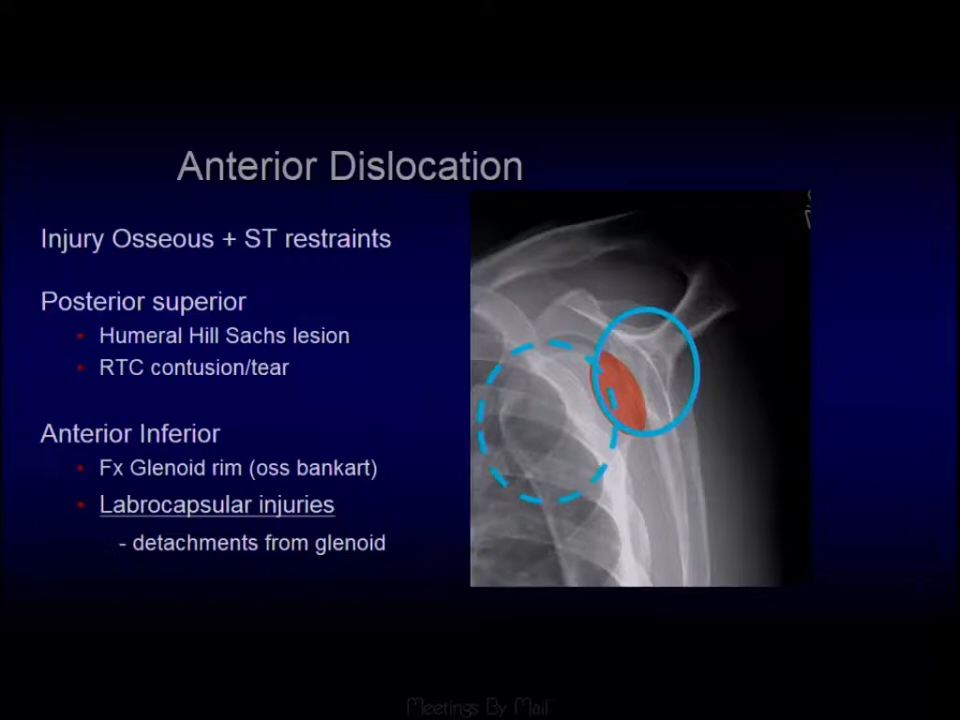 Anterior Dislocation
Injury Osseous + ST restraints
Posterior superior
Humeral Hill Sachs lesion
RTC contusion/tear
Anterior Inferior
Fx Glenoid rim (oss bankart)
Labrocapsular injuries
- detachments from glenoid
Meetings By Mail